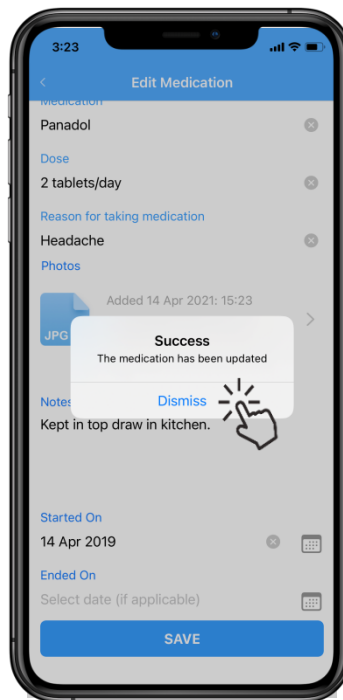 3:23
Edit Medication
Medication
Panadol
Dose
2 tablets/day
Reason for taking medication
Headache
Photos
Added 14 Apr 2021: 15:23
JPG
Success
The medication has been updated
Dismiss
Notes
Kept in top draw in kitchen.
Started On
14 Apr 2019
Ended On
Select date (if applicable)
SAVE